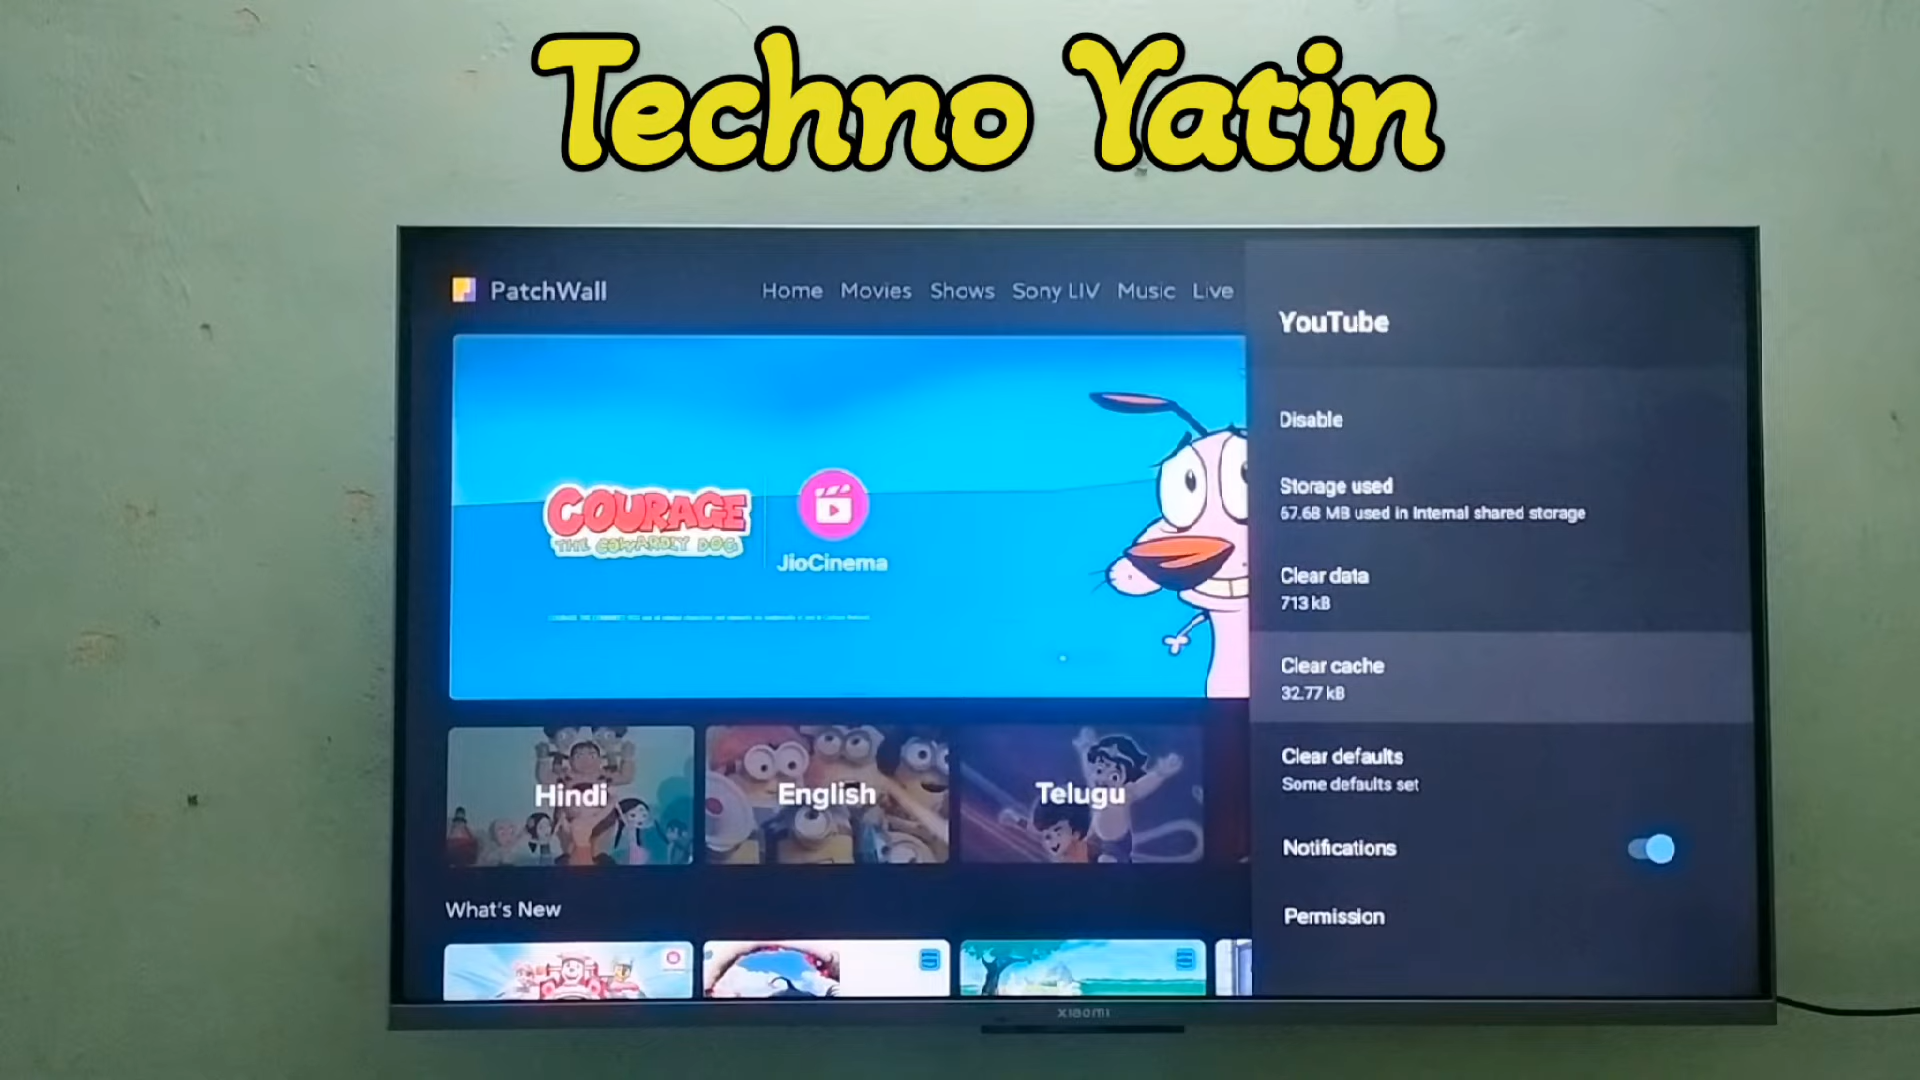 Techno Yatin
PatchWall
Home Movies Shows Sony LIV Music Live
YouTube
Disable
Storage used
67.68 MB used in Internal shared storage
Clear data
713 kB
Clear cache
32.77 kB
Clear defaults
Some defaults set
Notifications
Permission
COURAGE
THE COWARDLY DOG
JioCinema
Hindi
English
Telugu
What's New
xiaomi